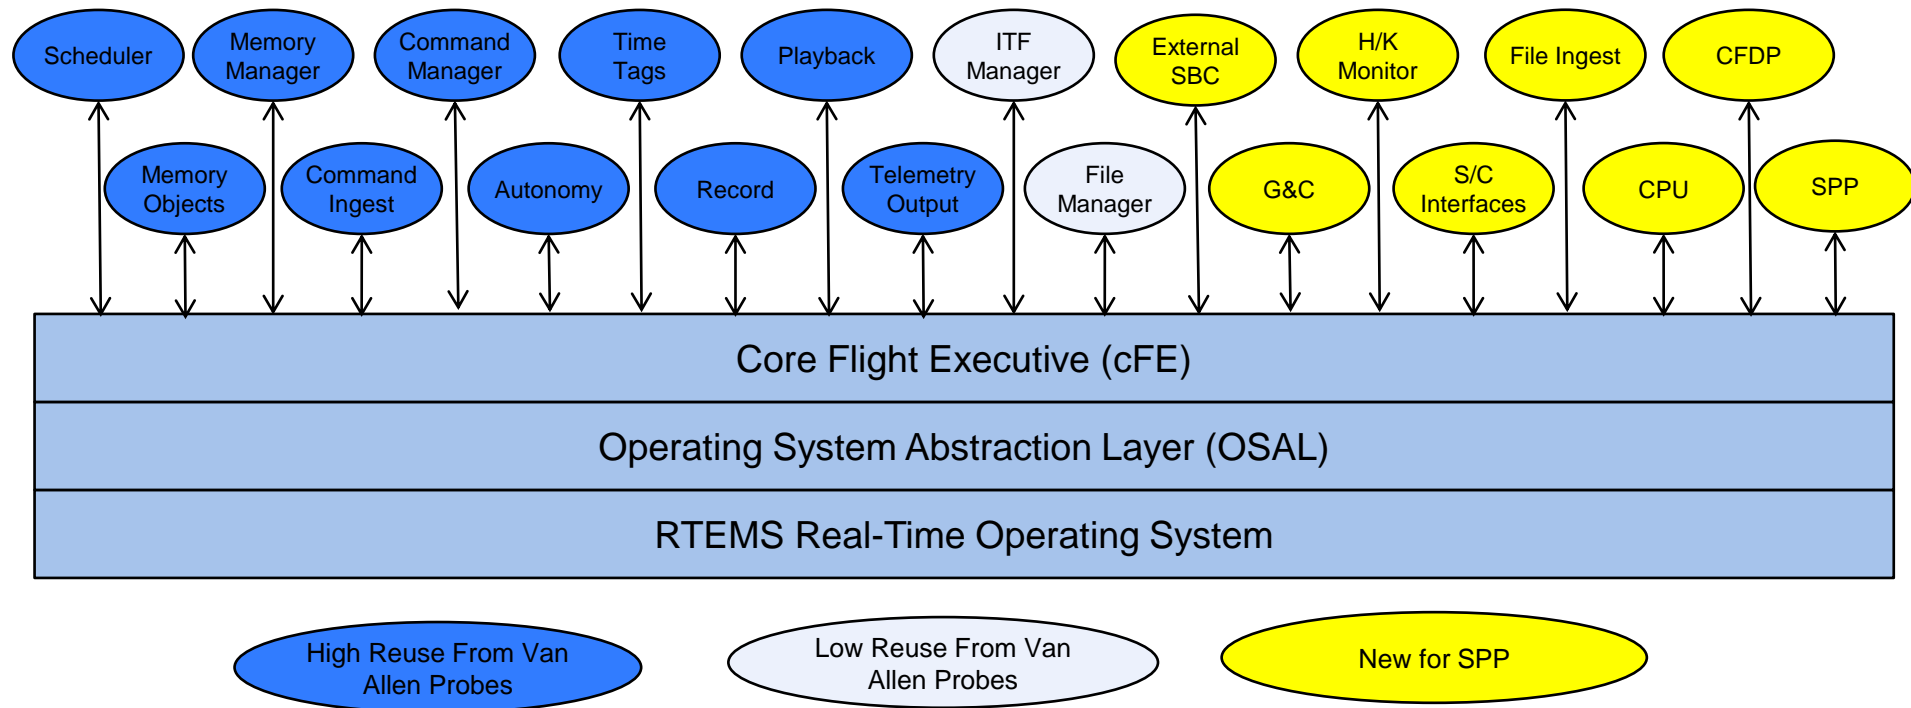 Scheduler
Memory
Manager
Command
Manager
Time
Tags
Playback
ITF
Manager
External
SBC
H/K
Monitor
File Ingest
CFDP
Memory
Objects
Command
Ingest
Autonomy
Record
Telemetry
Output
File
Manager
G&C
S/C
Interfaces
CPU
SPP
Core Flight Executive (cFE)
Operating System Abstraction Layer (OSAL)
RTEMS Real-Time Operating System
High Reuse From Van
Allen Probes
Low Reuse From Van
Allen Probes
New for SPP